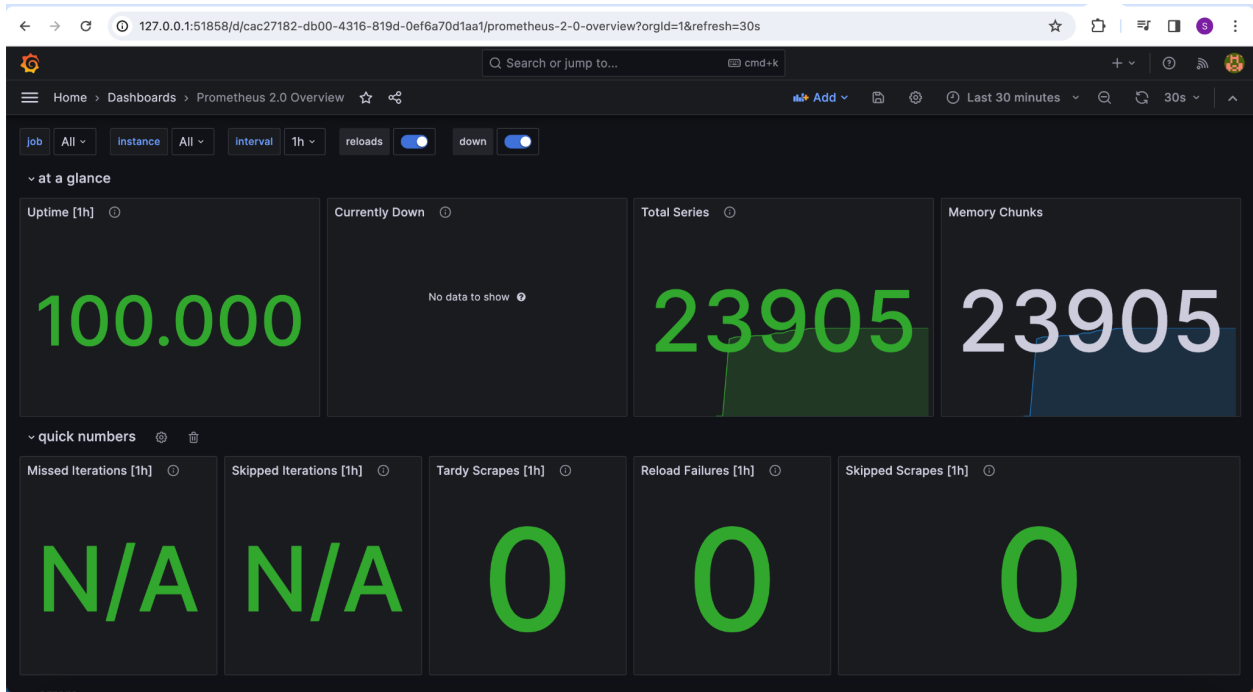 127.0.0.1:51858/d/cac27182-db00-4316-819d-0ef6a70d1aa1/prometheus-2-0-overview?orgId=1&refresh=30s
S
Search or jump to... cmd+k
Home › Dashboards › Prometheus 2.0 Overview Add Last 30 minutes 30s
job All instance All interval 1h reloads down
at a glance
Uptime [1h] Currently Down Total Series Memory Chunks
100.000 No data to show 23905 23905
quick numbers
Missed Iterations [1h] Skipped Iterations [1h] Tardy Scrapes [1h] Reload Failures [1h] Skipped Scrapes [1h]
N/A N/A 0 0 0